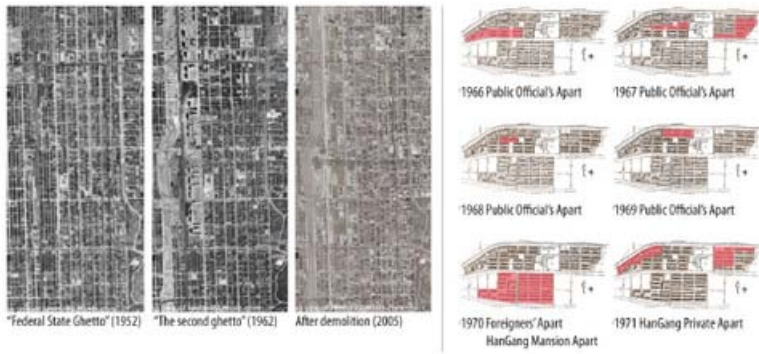 "Federal State Ghetto" (1952)
"The second ghetto" (1962)
After demolition (2005)
1966 Public Official's Apart
1967 Public Official's Apart
1968 Public Official's Apart
1969 Public Official's Apart
1970 Foreigners' Apart
HanGang Mansion Apart
1971 HanGang Private Apart